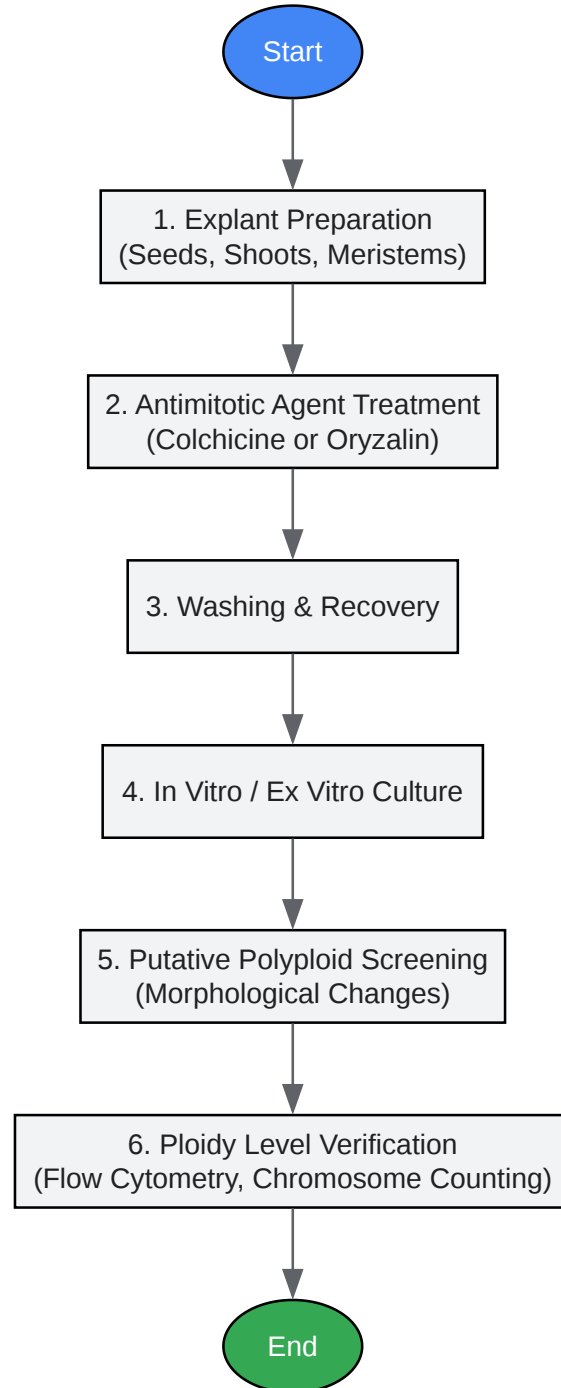 Start
1. Explant Preparation
(Seeds, Shoots, Meristems)
2. Antimitotic Agent Treatment
(Colchicine or Oryzalin)
3. Washing & Recovery
4. In Vitro / Ex Vitro Culture
5. Putative Polyploid Screening
(Morphological Changes)
6. Ploidy Level Verification
(Flow Cytometry, Chromosome Counting)
End